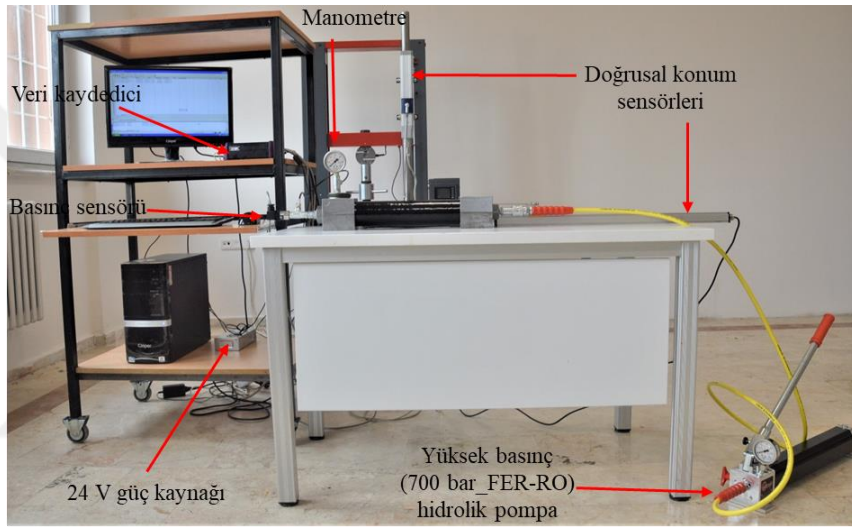 Manometre
Doğrusal konum
sensörleri
Veri kaydedici
Basınç sensörü
24 V güç kaynağı
Yüksek basınç
(700 bar_FER-RO)
hidrolik pompa